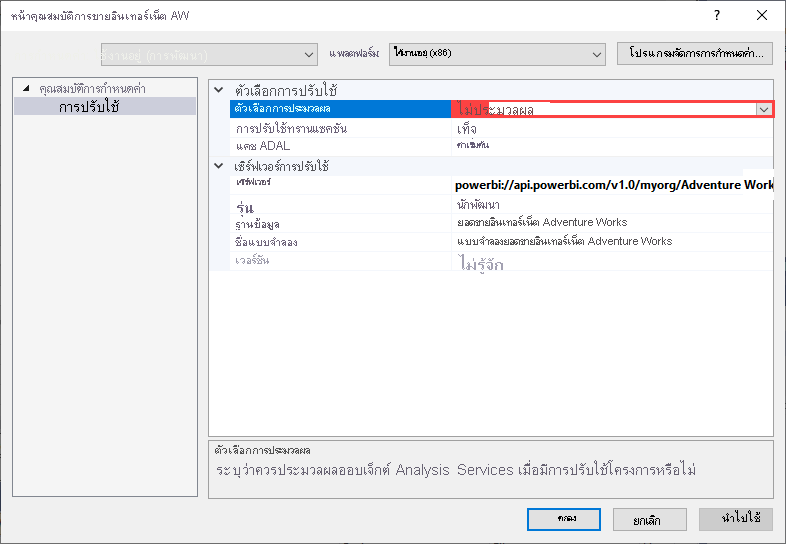 หน้าคุณสมบัติการขายอินเทอร์เน็ต AW ?
งานอยู่ (การพัฒนา) แพลตฟอร์ม: ใช้งานอยู่ (x86) โปรแกรมจัดการการกำหนดค่า...
คุณสมบัติการกำหนดค่า
การปรับใช้
ตัวเลือกการปรับใช้
ตัวเลือกการประมวลผล ไม่ประมวลผล
การปรับใช้ทรานแซคชัน เท็จ
แคช ADAL ค่าเริ่มต้น
เซิร์ฟเวอร์การปรับใช้
เซิร์ฟเวอร์ powerbi://api.powerbi.com/v1.0/myorg/Adventure Work
รุ่น นักพัฒนา
ฐานข้อมูล ยอดขายอินเทอร์เน็ต Adventure Works
ชื่อแบบจำลอง แบบจำลองยอดขายอินเทอร์เน็ต Adventure Works
เวอร์ชัน ไม่รู้จัก
ตัวเลือกการประมวลผล
ระบุว่าควรประมวลผลออบเจ็กต์ Analysis Services เมื่อมีการปรับใช้โครงการหรือไม่
ตกลง ยกเลิก นำไปใช้